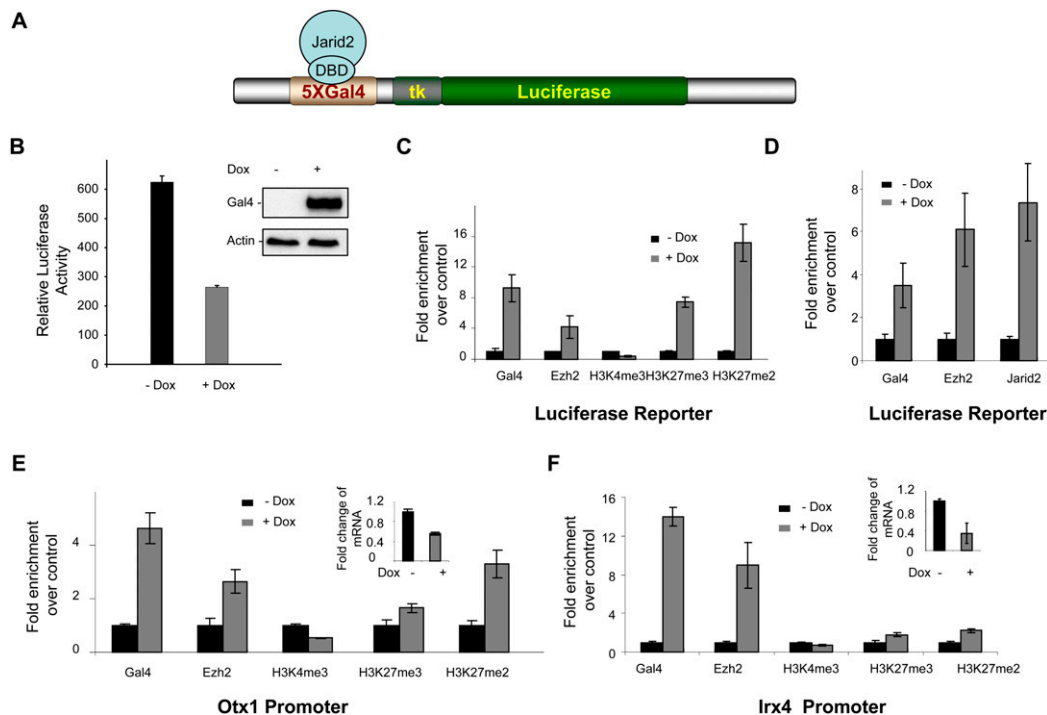 A
Jarid2
DBD
5XGal4
tk
Luciferase
B
Relative Luciferase
Activity
600
500
400
300
200
100
0
- Dox
+ Dox
Dox
-
+
Gal4 -
Actin -
C
Fold enrichment
over control
16
12
8
4
0
- Dox
+ Dox
Gal4
Ezh2
H3K4me3
H3K27me3
H3K27me2
Luciferase Reporter
D
Fold enrichment
over control
8
6
4
2
0
- Dox
+ Dox
Gal4
Ezh2
Jarid2
Luciferase Reporter
E
Fold enrichment
over control
4
2
0
- Dox
+ Dox
Fold change of
mRNA
1.2
0.8
0.4
0
Dox
-
+
Gal4
Ezh2
H3K4me3
H3K27me3
H3K27me2
Otx1 Promoter
F
Fold enrichment
over control
16
12
8
4
0
- Dox
+ Dox
Fold change of
mRNA
1.2
0.8
0.4
0
Dox
-
+
Gal4
Ezh2
H3K4me3
H3K27me3
H3K27me2
Irx4 Promoter